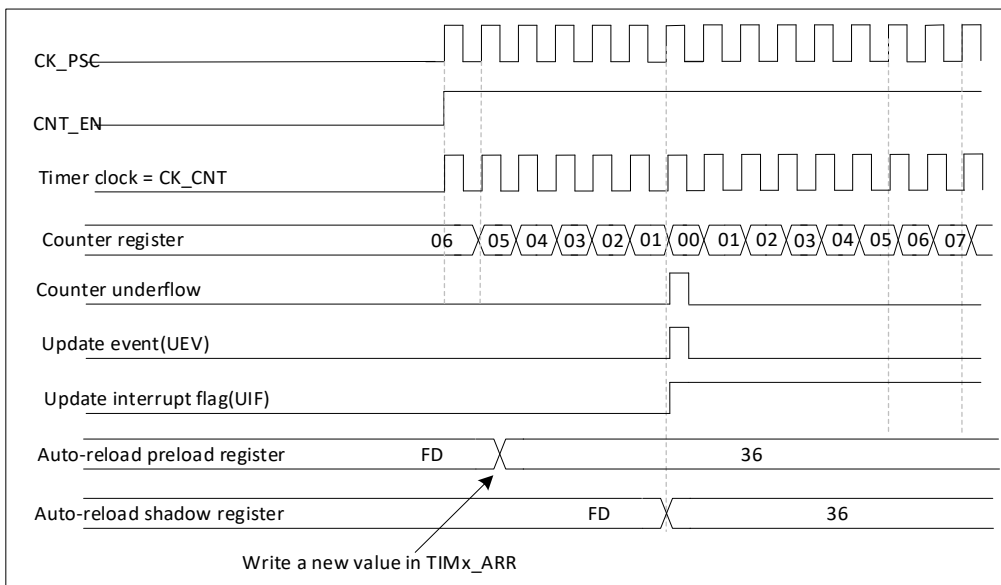 CK_PSC
CNT_EN
Timer clock = CK_CNT
Counter register 06 05 04 03 02 01 00 01 02 03 04 05 06 07
Counter underflow
Update event(UEV)
Update interrupt flag(UIF)
Auto-reload preload register FD 36
Auto-reload shadow register FD 36
Write a new value in TIMx_ARR